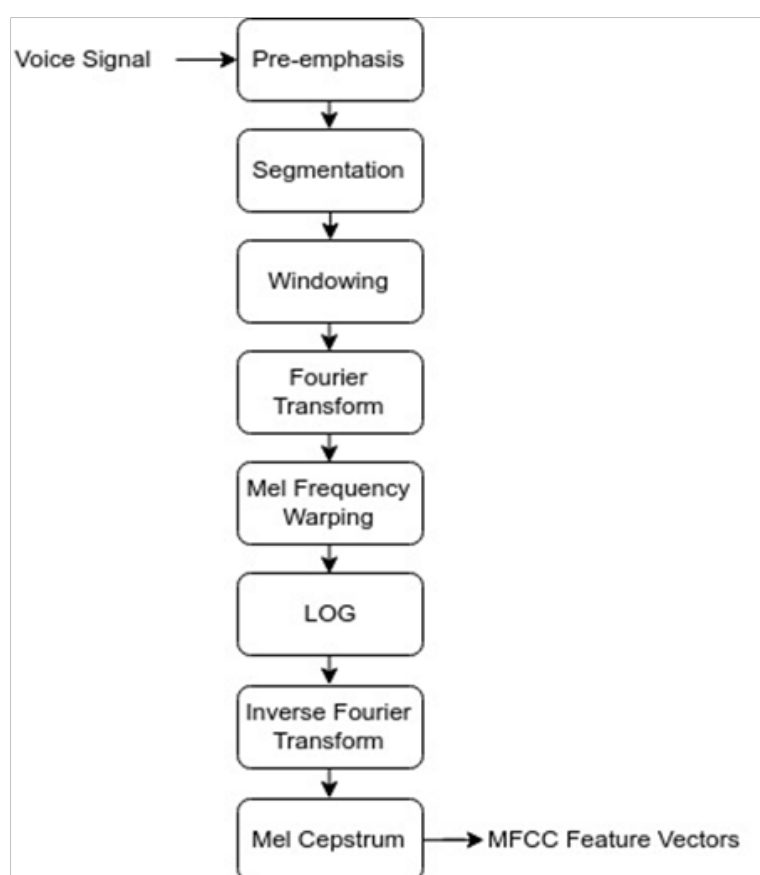 Voice Signal
Pre-emphasis
Segmentation
Windowing
Fourier
Transform
Mel Frequency
Warping
LOG
Inverse Fourier
Transform
Mel Cepstrum
MFCC Feature Vectors